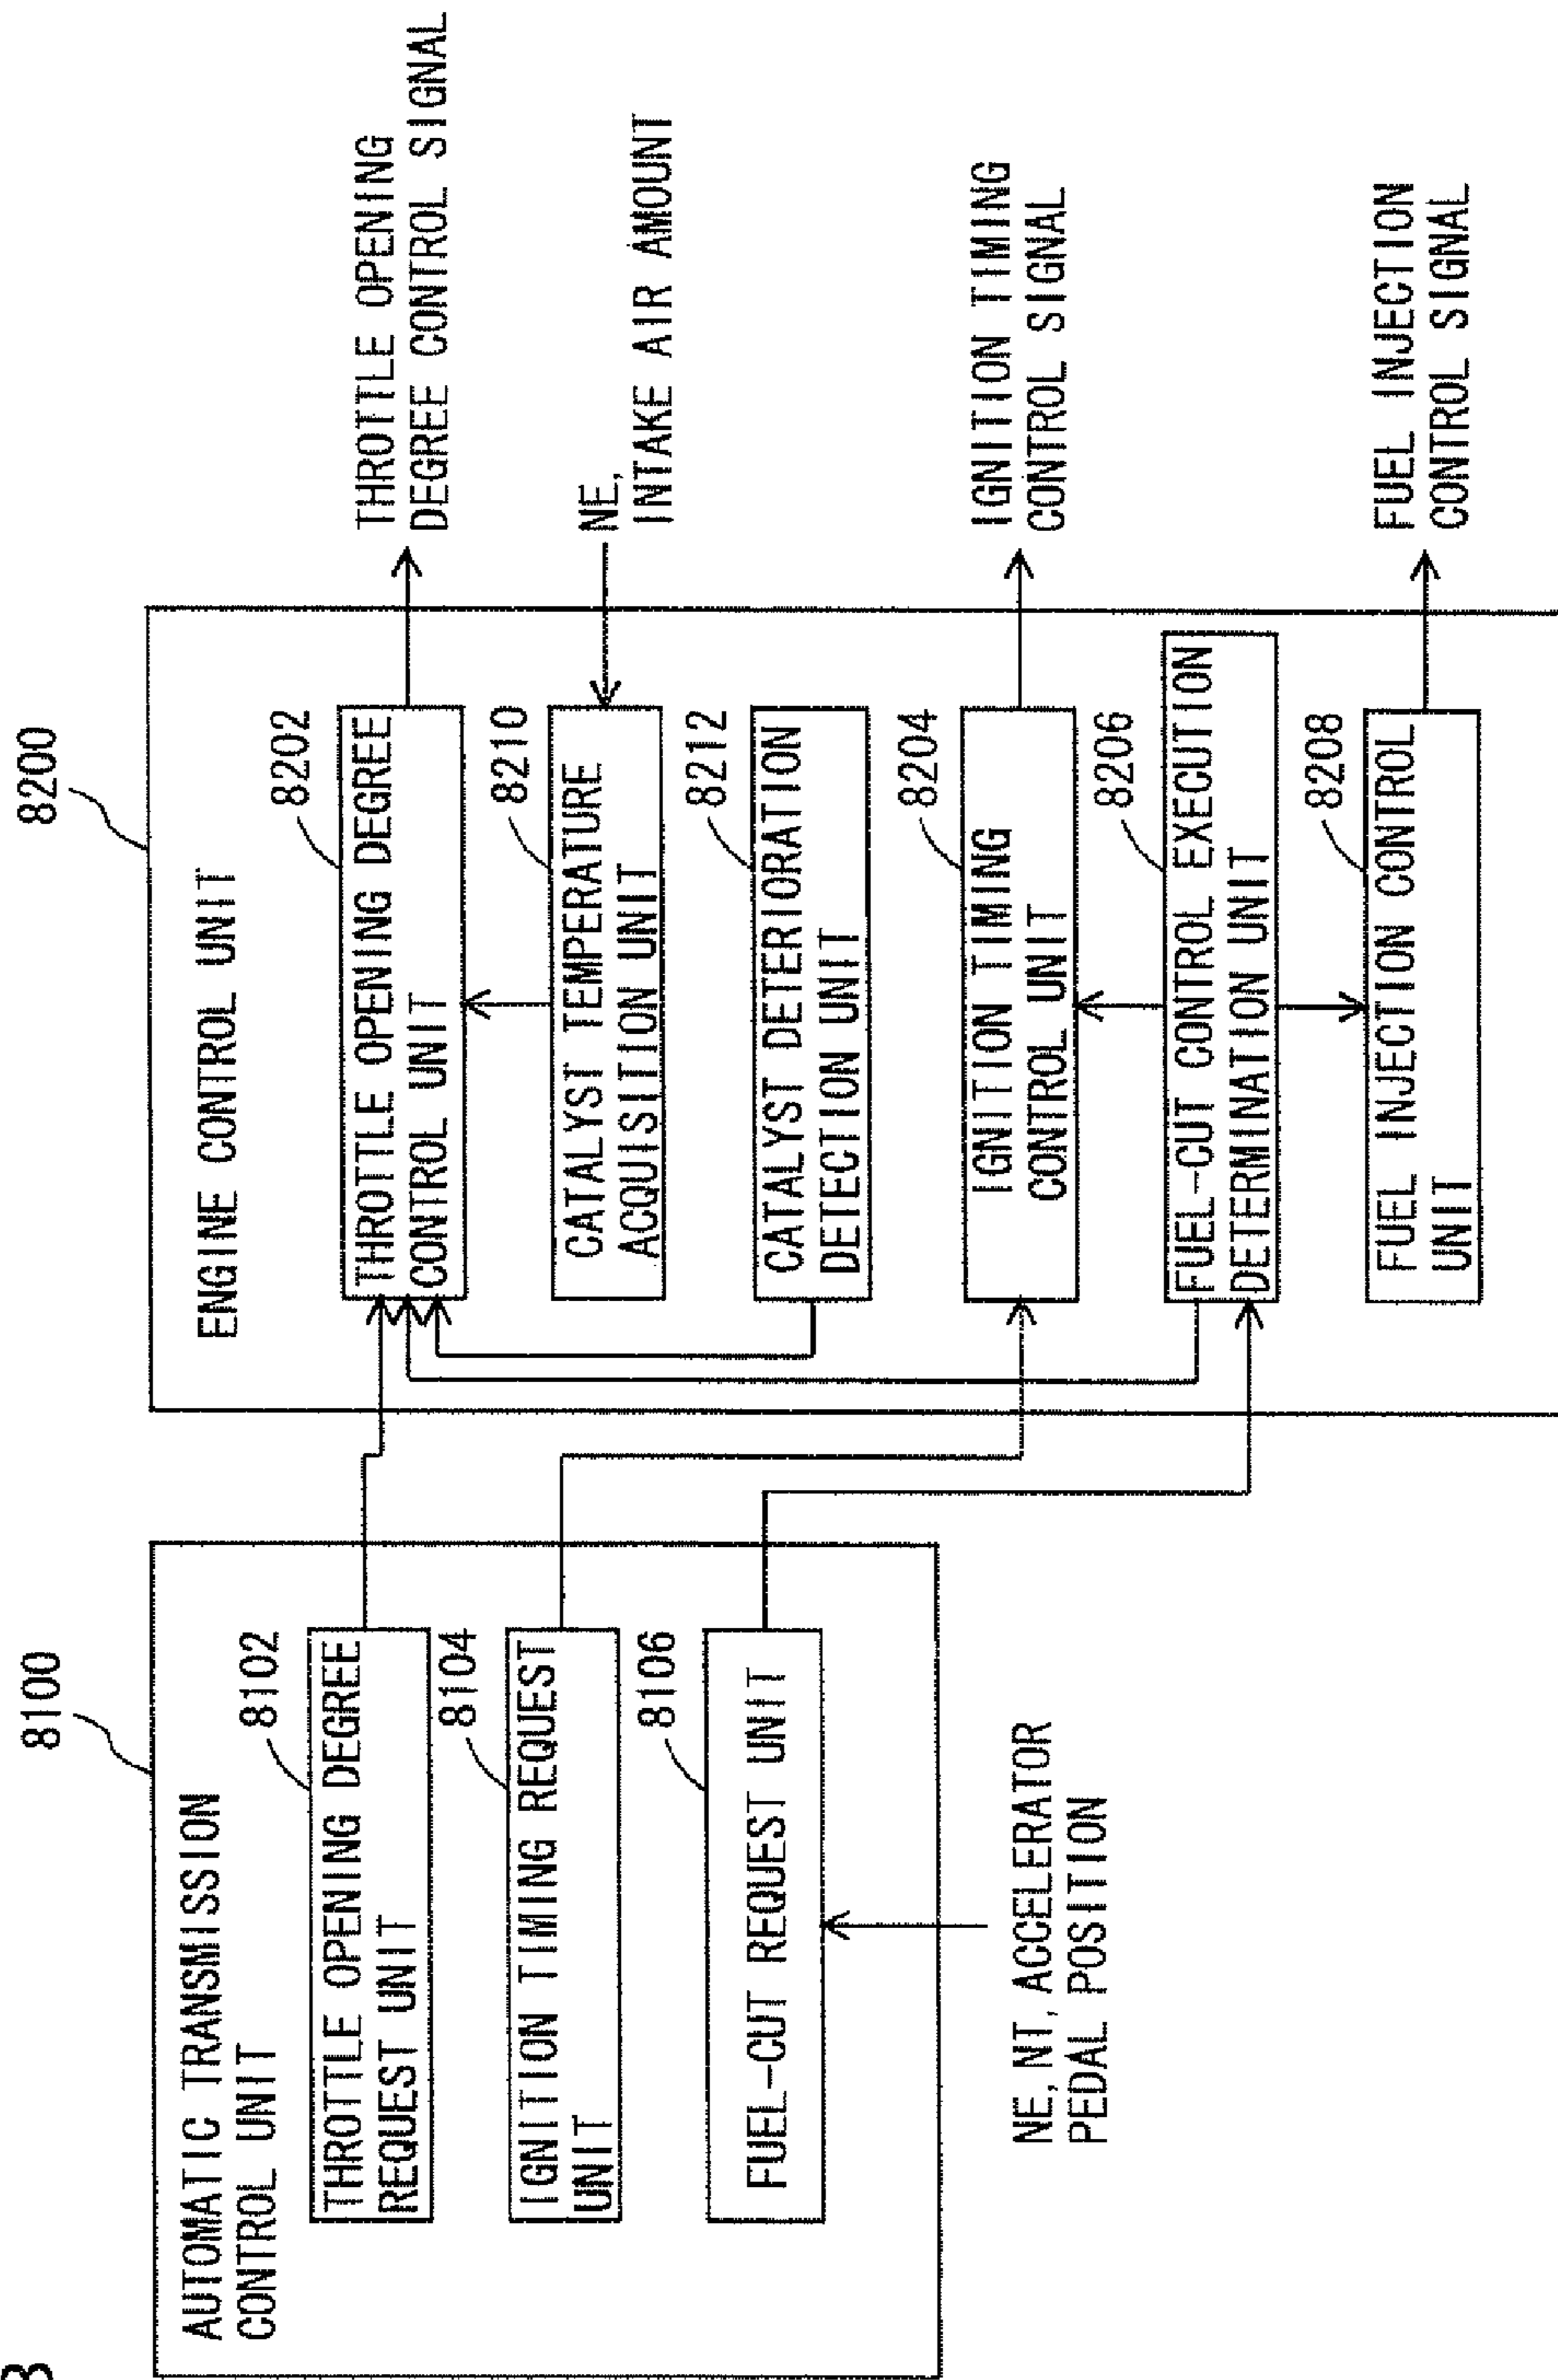 3
8100
AUTOMATIC TRANSMISSION
CONTROL UNIT
8102
THROTTLE OPENING DEGREE
REQUEST UNIT
8104
IGNITION TIMING REQUEST
UNIT
8106
FUEL-CUT REQUEST UNIT
NE, NT, ACCELERATOR
PEDAL POSITION
8200
ENGINE CONTROL UNIT
8202
THROTTLE OPENING DEGREE
CONTROL UNIT
8210
CATALYST TEMPERATURE
ACQUISITION UNIT
8212
CATALYST DETERIORATION
DETECTION UNIT
8204
IGNITION TIMING
CONTROL UNIT
8206
FUEL-CUT CONTROL EXECUTION
DETERMINATION UNIT
8208
FUEL INJECTION CONTROL
UNIT
THROTTLE OPENING
DEGREE CONTROL SIGNAL
NE,
INTAKE AIR AMOUNT
IGNITION TIMING
CONTROL SIGNAL
FUEL INJECTION
CONTROL SIGNAL